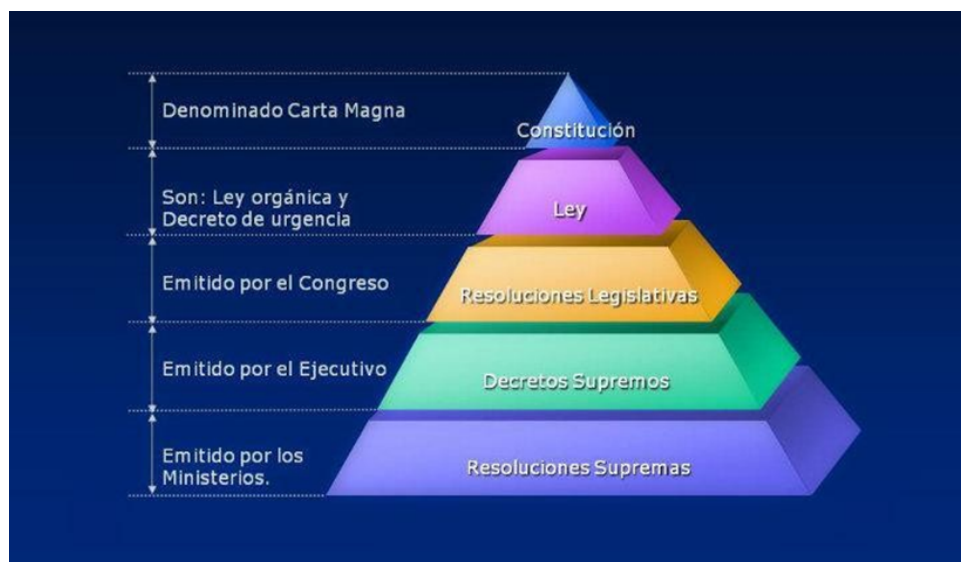 Denominado Carta Magna
Constitución
Son: Ley orgánica y
Decreto de urgencia
Ley
Emitido por el Congreso
Resoluciones Legislativas
Emitido por el Ejecutivo
Decretos Supremos
Emitido por los
Ministerios.
Resoluciones Supremas